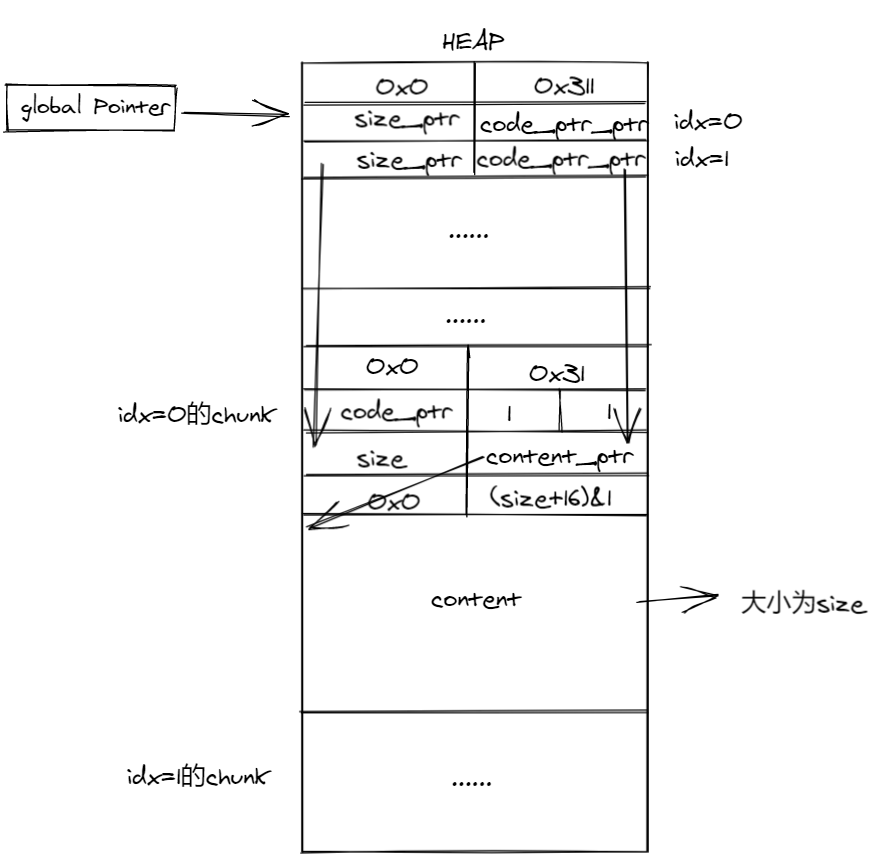 HEAP
0x0 0x311
global Pointer
size_ptr code_ptr_ptr idx=0
size_ptr code_ptr_ptr idx=1
......
......
0x0 0x31
idx=0的chunk code_ptr 1 1
size content_ptr
0x0 (size+16)&1
content 大小为size
idx=1的chunk ......